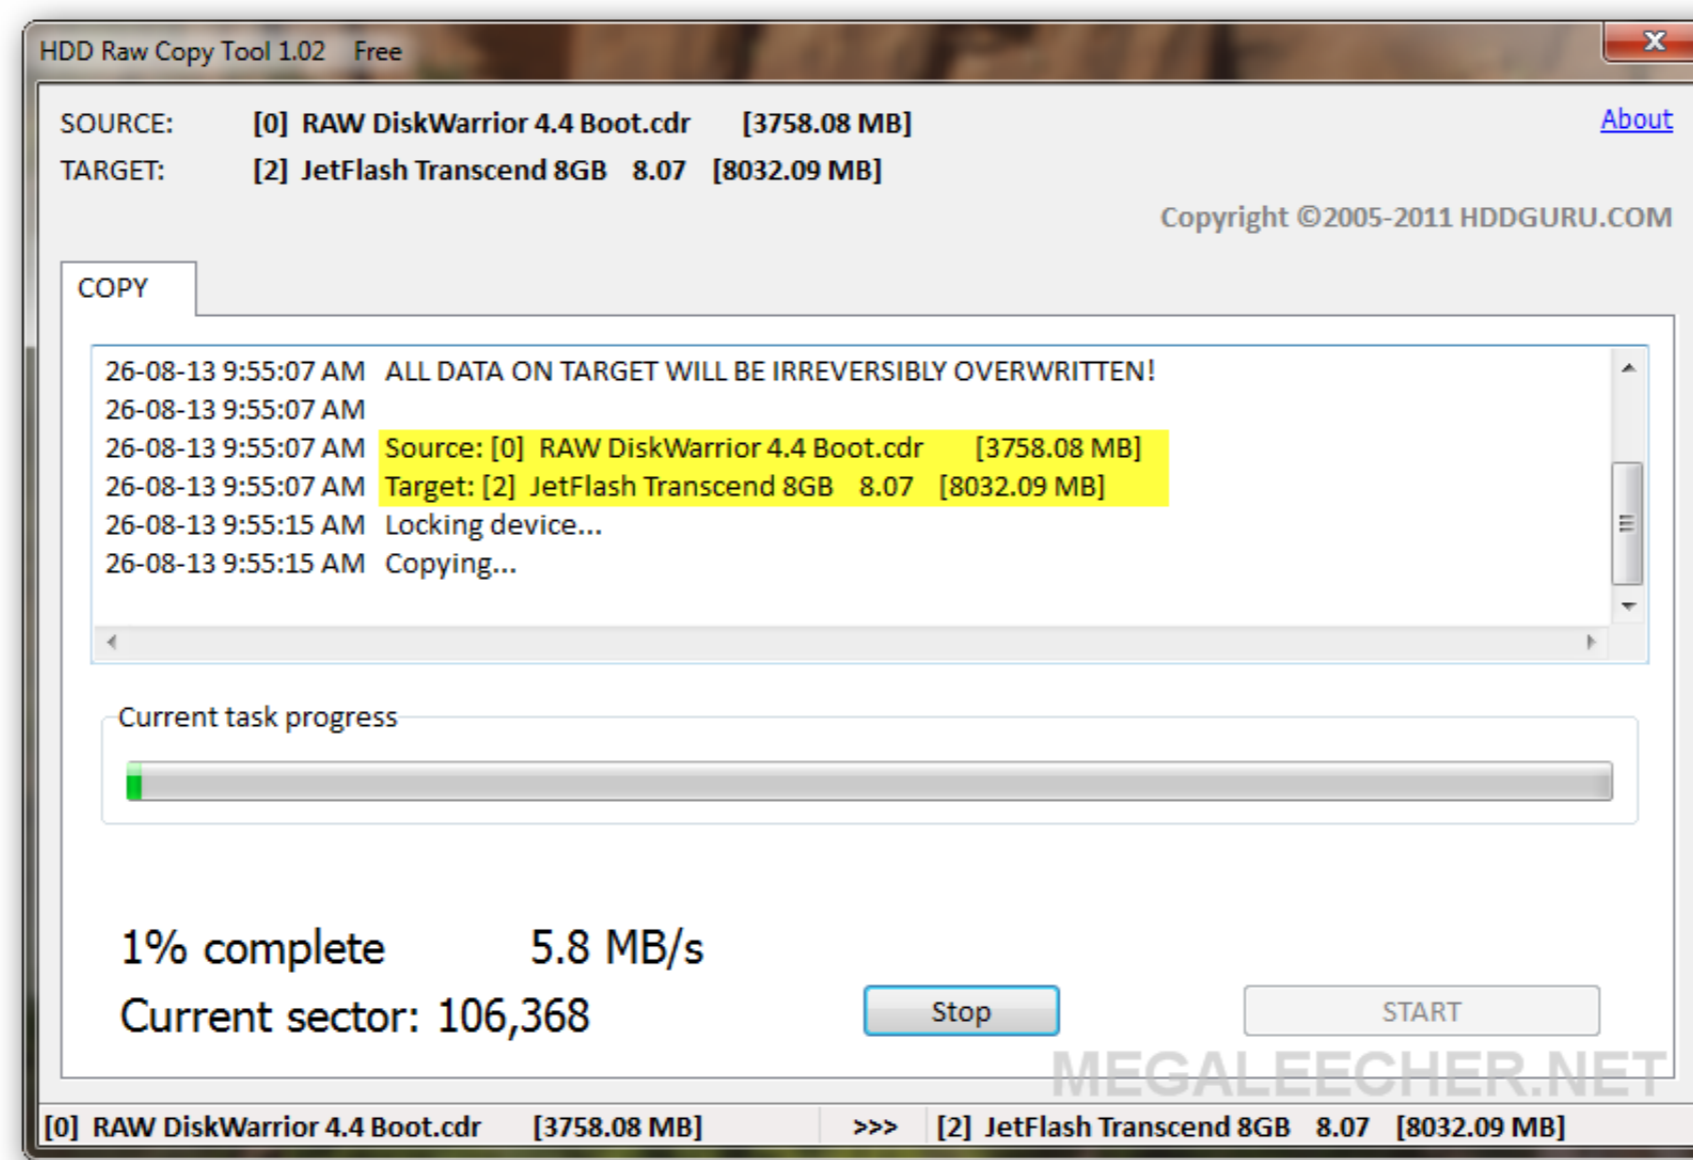 HDD Raw Copy Tool 1.02 Free
SOURCE: [0] RAW DiskWarrior 4.4 Boot.cdr [3758.08 MB] About
TARGET: [2] JetFlash Transcend 8GB 8.07 [8032.09 MB]
Copyright ©2005-2011 HDDGURU.COM
COPY
26-08-13 9:55:07 AM ALL DATA ON TARGET WILL BE IRREVERSIBLY OVERWRITTEN!
26-08-13 9:55:07 AM
26-08-13 9:55:07 AM Source: [0] RAW DiskWarrior 4.4 Boot.cdr [3758.08 MB]
26-08-13 9:55:07 AM Target: [2] JetFlash Transcend 8GB 8.07 [8032.09 MB]
26-08-13 9:55:15 AM Locking device...
26-08-13 9:55:15 AM Copying...
Current task progress
1% complete 5.8 MB/s
Current sector: 106,368 Stop START
MEGALEECHER.NET
[0] RAW DiskWarrior 4.4 Boot.cdr [3758.08 MB] >>> [2] JetFlash Transcend 8GB 8.07 [8032.09 MB]